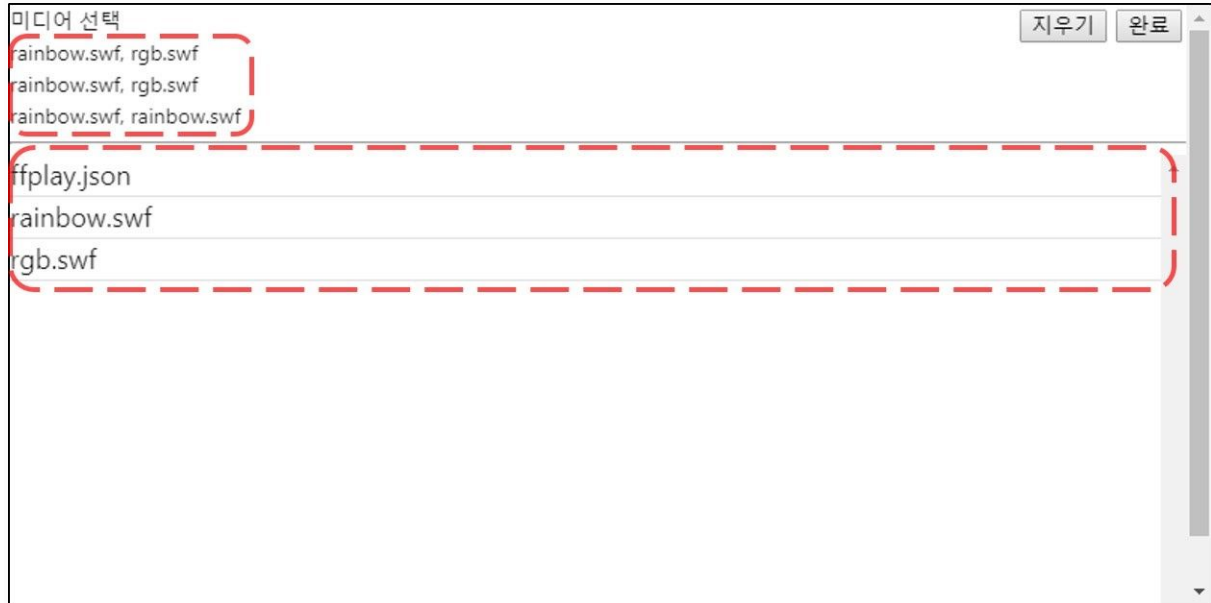 미디어 선택
지우기
완료
rainbow.swf, rgb.swf
rainbow.swf, rgb.swf
rainbow.swf, rainbow.swf
ffplay.json
rainbow.swf
rgb.swf